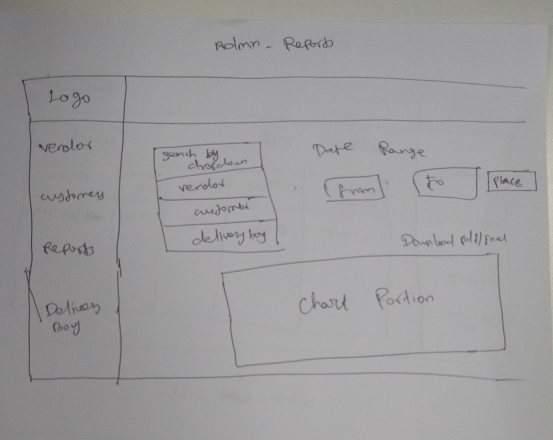 Admin - Reports
Logo
Vendor
customers
Reports
Delivery
Boy
search by
dropdown
vendor
customer
delivery boy
Date Range
from
to
Place
Download pdf/
Chart Portion